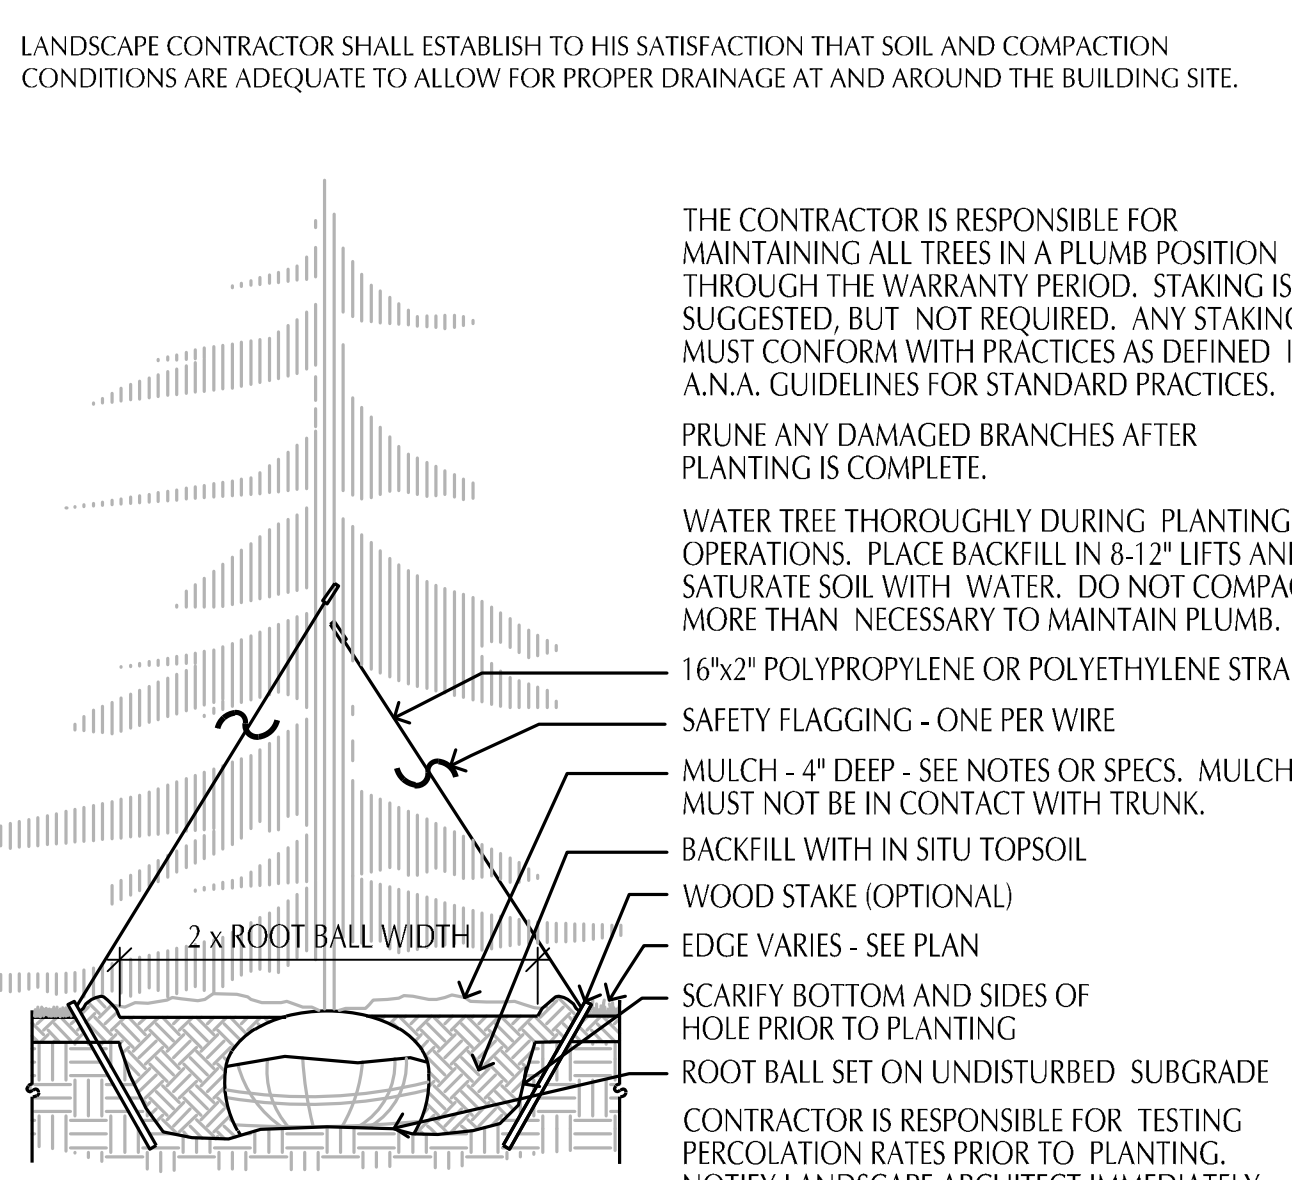 LANDSCAPE CONTRACTOR SHALL ESTABLISH TO HIS SATISFACTION THAT SOIL AND COMPACTION
CONDITIONS ARE ADEQUATE TO ALLOW FOR PROPER DRAINAGE AT AND AROUND THE BUILDING SITE.
THE CONTRACTOR IS RESPONSIBLE FOR
MAINTAINING ALL TREES IN A PLUMB POSITION
THROUGH THE WARRANTY PERIOD. STAKING IS
SUGGESTED, BUT NOT REQUIRED. ANY
MUST CONFORM WITH PRACTICES AS DEFINED
A.N.A. GUIDELINES FOR STANDARD PRACTICES.
PRUNE ANY DAMAGED BRANCHES AFTER
PLANTING IS COMPLETE.
WATER TREE THOROUGHLY DURING PLANTING
OPERATIONS. PLACE BACKFILL IN 8-12" LIFTS
SATURATE SOIL WITH WATER. DO NOT
MORE THAN NECESSARY TO MAINTAIN PLUMB.
16"x2" POLYPROPYLENE OR POLYETHYLENE
SAFETY FLAGGING - ONE PER WIRE
MULCH - 4" DEEP - SEE NOTES OR SPECS. MULCH
MUST NOT BE IN CONTACT WITH TRUNK.
BACKFILL WITH IN SITU TOPSOIL
WOOD STAKE (OPTIONAL)
2 x ROOT BALL WIDTH
EDGE VARIES - SEE PLAN
SCARIFY BOTTOM AND SIDES OF
HOLE PRIOR TO PLANTING
ROOT BALL SET ON UNDISTURBED SUBGRADE
CONTRACTOR IS RESPONSIBLE FOR TESTING
PERCOLATION RATES PRIOR TO PLANTING.
NOTIFY LANDSCAPE ARCHITECT IMMEDIATELY